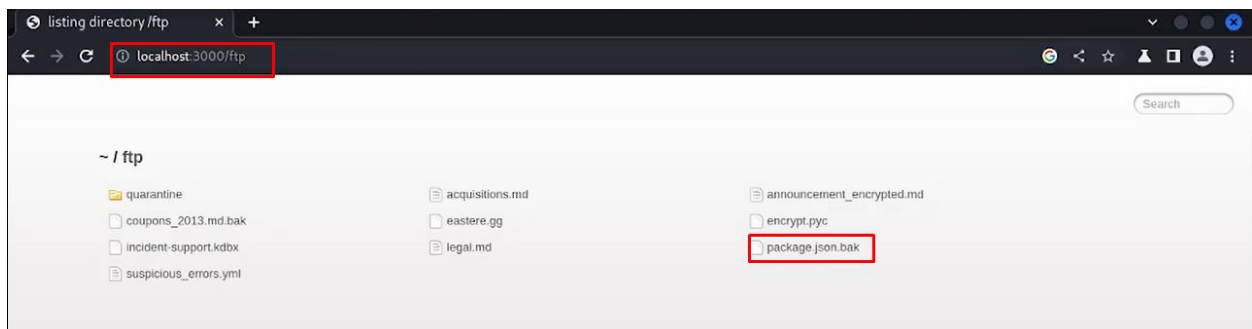 listing directory /ftp
localhost:3000/ftp
Search
~ / ftp
quarantine acquisitions.md announcement_encrypted.md
coupons_2013.md.bak eastere.gg encrypt.pyc
incident-support.kdbx legal.md package.json.bak
suspicious_errors.yml